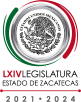 LXIV LEGISLATURA
ESTADO DE ZACATECAS
2021 - 2024